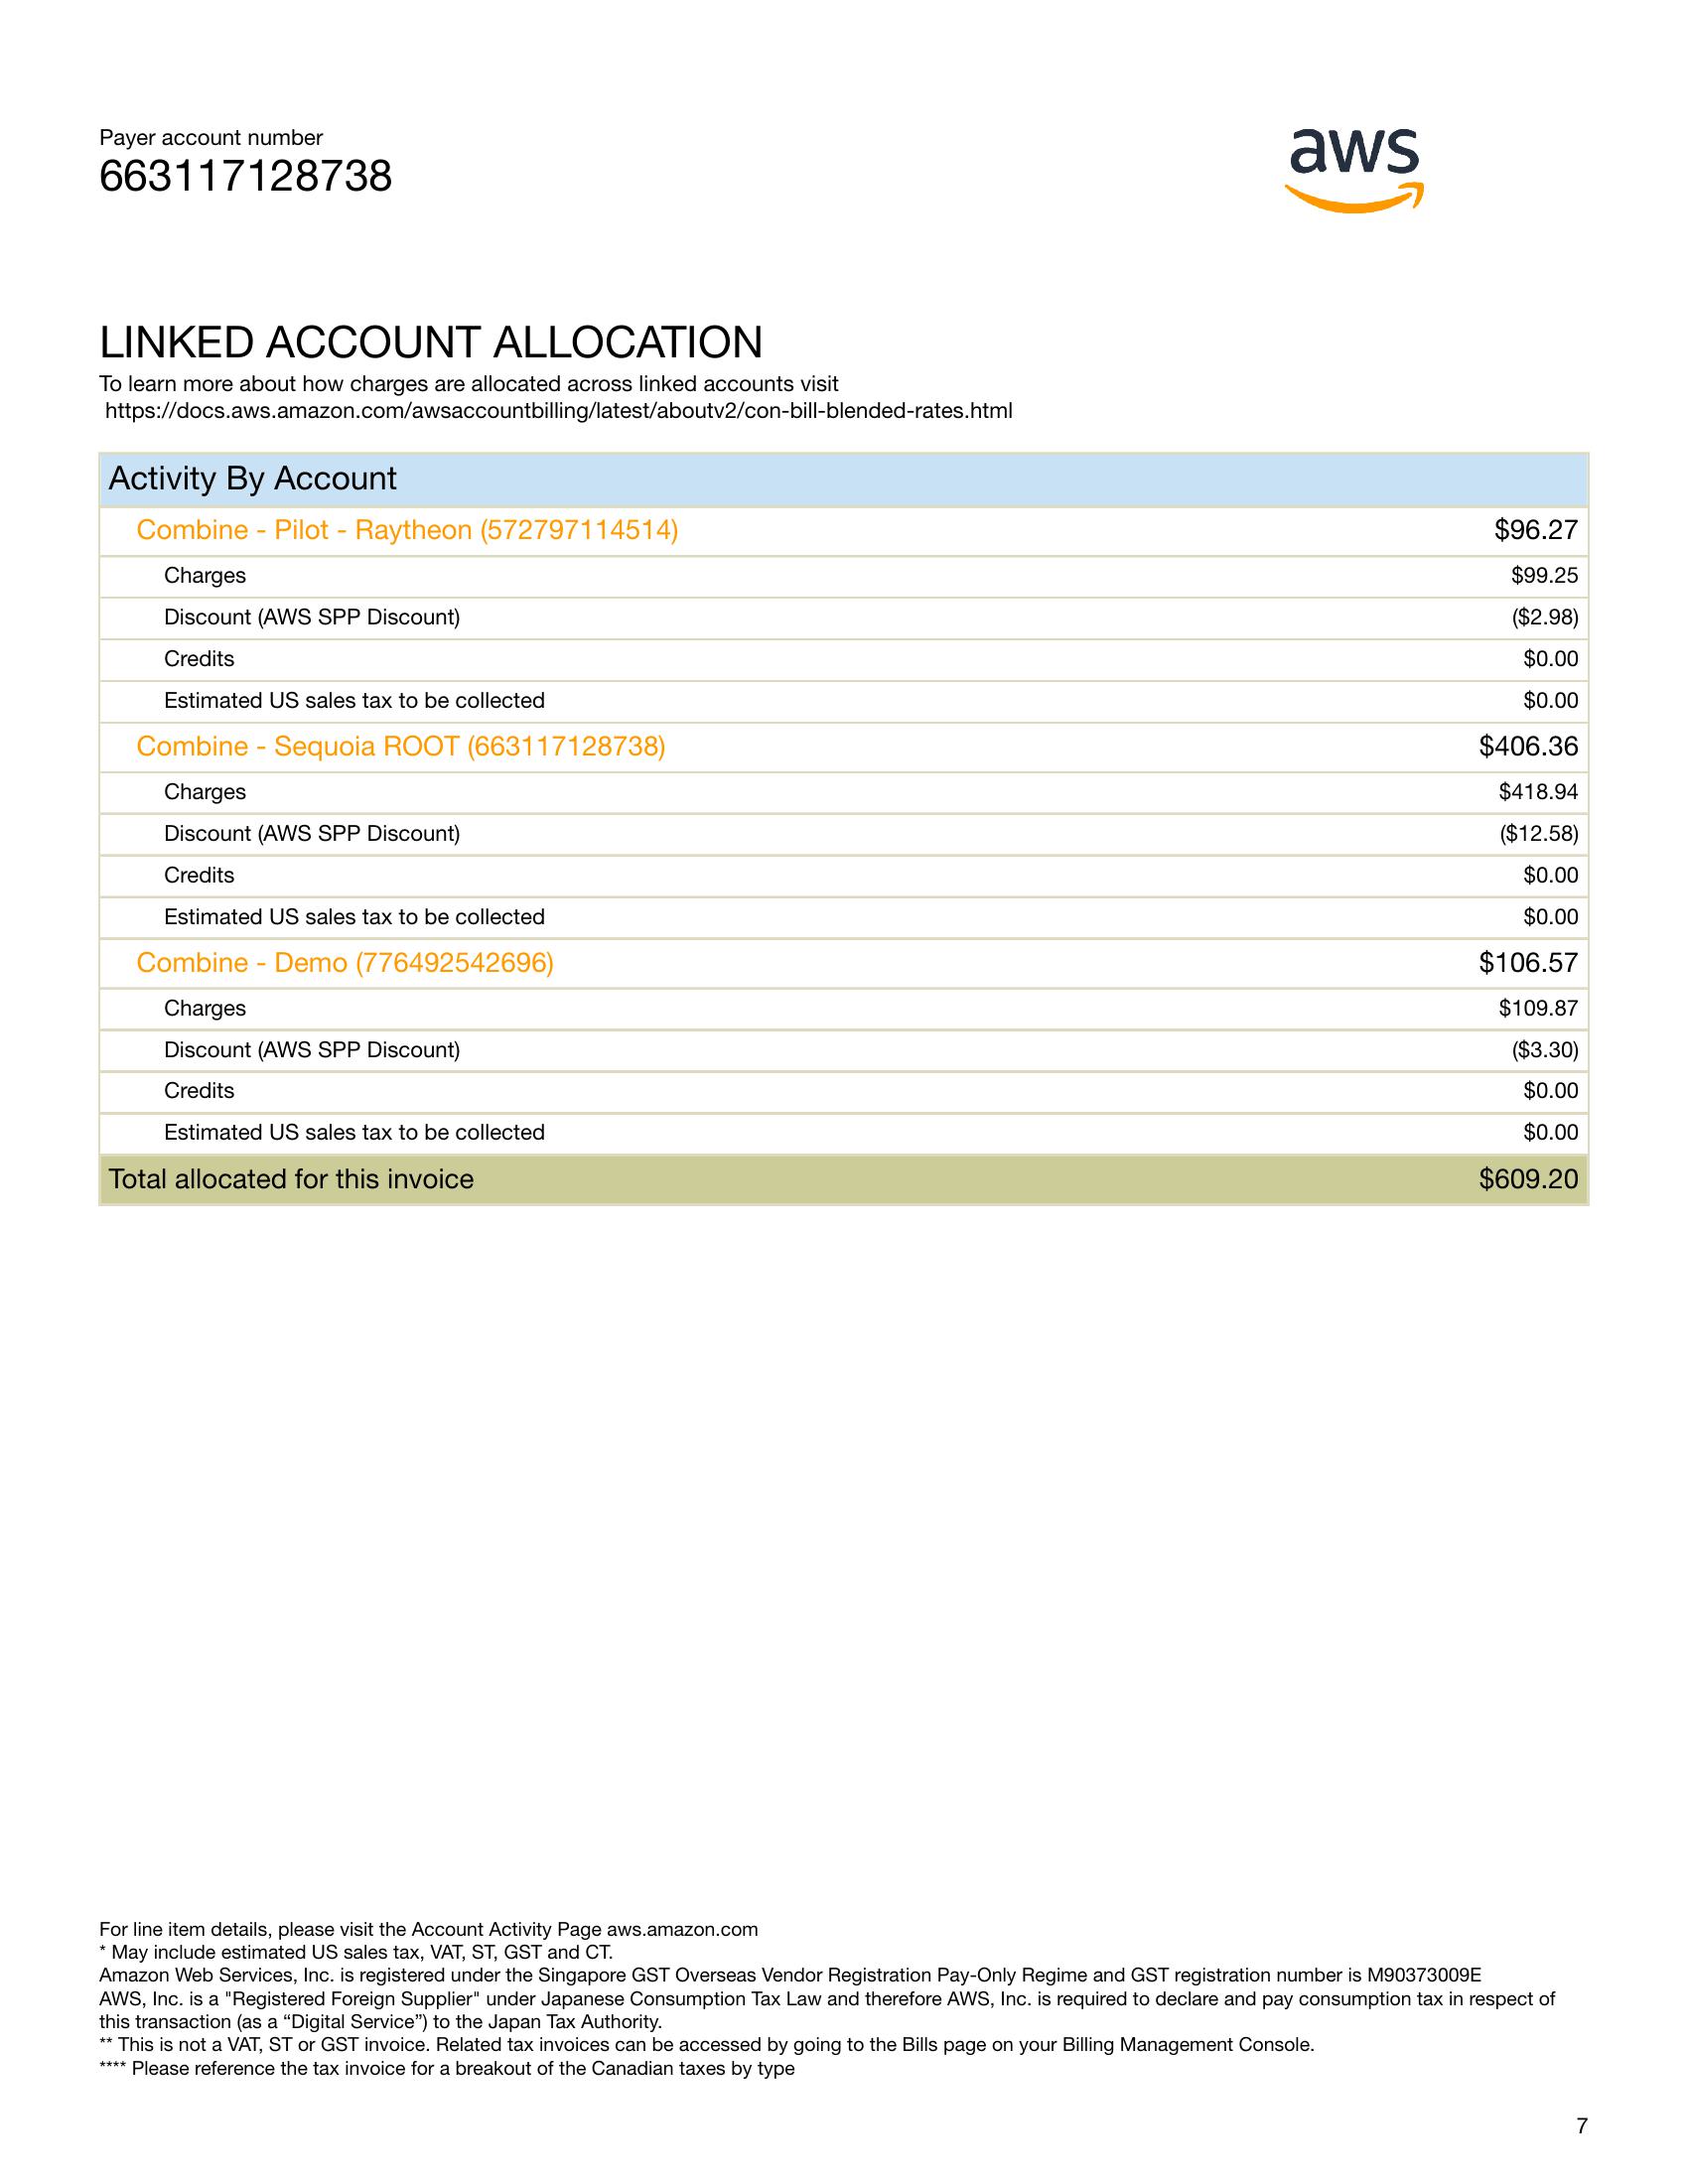 Payer account number
663117128738
aws
LINKED ACCOUNT ALLOCATION
To learn more about how charges are allocated across linked accounts visit
https://docs.aws.amazon.com/awsaccountbilling/latest/aboutv2/con-bill-blended-rates.html
Activity By Account
Combine - Pilot - Raytheon (572797114514) $96.27
Charges $99.25
Discount (AWS SPP Discount) ($2.98)
Credits $0.00
Estimated US sales tax to be collected $0.00
Combine - Sequoia ROOT (663117128738) $406.36
Charges $418.94
Discount (AWS SPP Discount) ($12.58)
Credits $0.00
Estimated US sales tax to be collected $0.00
Combine - Demo (776492542696) $106.57
Charges $109.87
Discount (AWS SPP Discount) ($3.30)
Credits $0.00
Estimated US sales tax to be collected $0.00
Total allocated for this invoice $609.20
For line item details, please visit the Account Activity Page aws.amazon.com
* May include estimated US sales tax, VAT, ST, GST and CT.
Amazon Web Services, Inc. is registered under the Singapore GST Overseas Vendor Registration Pay-Only Regime and GST registration number is M90373009E
AWS, Inc. is a "Registered Foreign Supplier" under Japanese Consumption Tax Law and therefore AWS, Inc. is required to declare and pay consumption tax in respect of
this transaction (as a “Digital Service”) to the Japan Tax Authority.
** This is not a VAT, ST or GST invoice. Related tax invoices can be accessed by going to the Bills page on your Billing Management Console.
**** Please reference the tax invoice for a breakout of the Canadian taxes by type
7